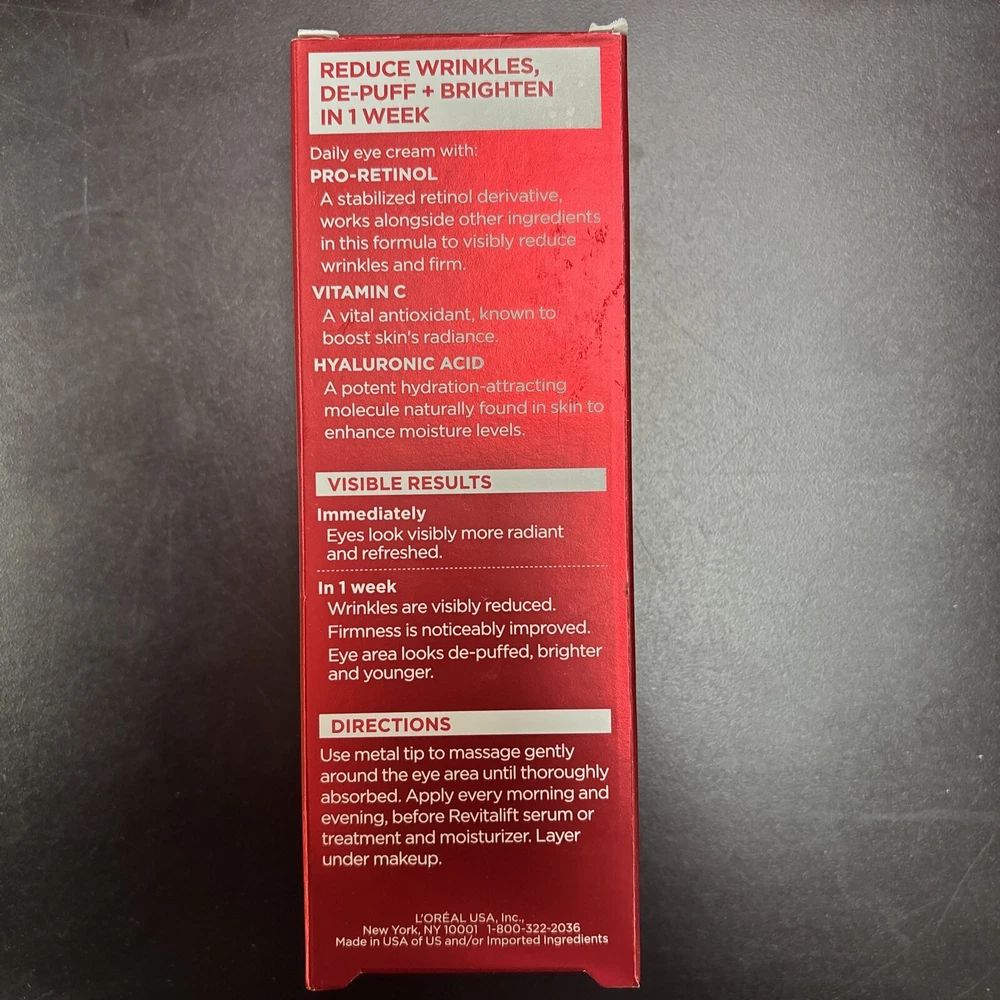 REDUCE WRINKLES,
DE-PUFF + BRIGHTEN
IN 1 WEEK
Daily eye cream with:
PRO-RETINOL
A stabilized retinol derivative,
works alongside other ingredients
in this formula to visibly reduce
wrinkles and firm.
VITAMIN C
A vital antioxidant, known to
boost skin's radiance.
HYALURONIC ACID
A potent hydration-attracting
molecule naturally found in skin to
enhance moisture levels.
VISIBLE RESULTS
Immediately
Eyes look visibly more radiant
and refreshed.
In 1 week
Wrinkles are visibly reduced.
Firmness is noticeably improved.
Eye area looks de-puffed, brighter
and younger.
DIRECTIONS
Use metal tip to massage gently
around the eye area until thoroughly
absorbed. Apply every morning and
evening, before Revitalift serum or
treatment and moisturizer. Layer
under makeup.
L'ORÉAL USA, Inc.,
New York, NY 10001 1-800-322-2036
Made in USA of US and/or Imported Ingredients